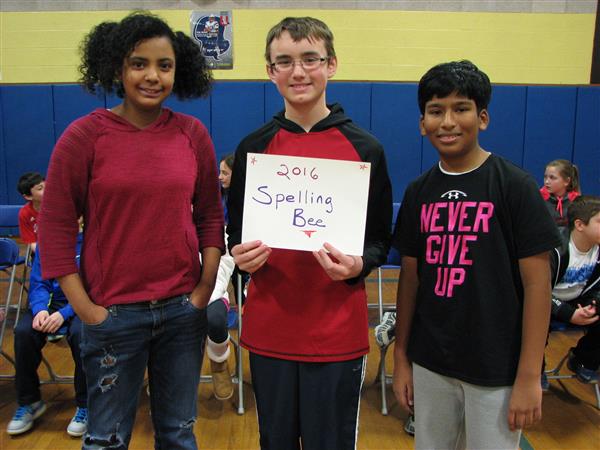 2016
Spelling
Bee
NEVER
GIVE
UP